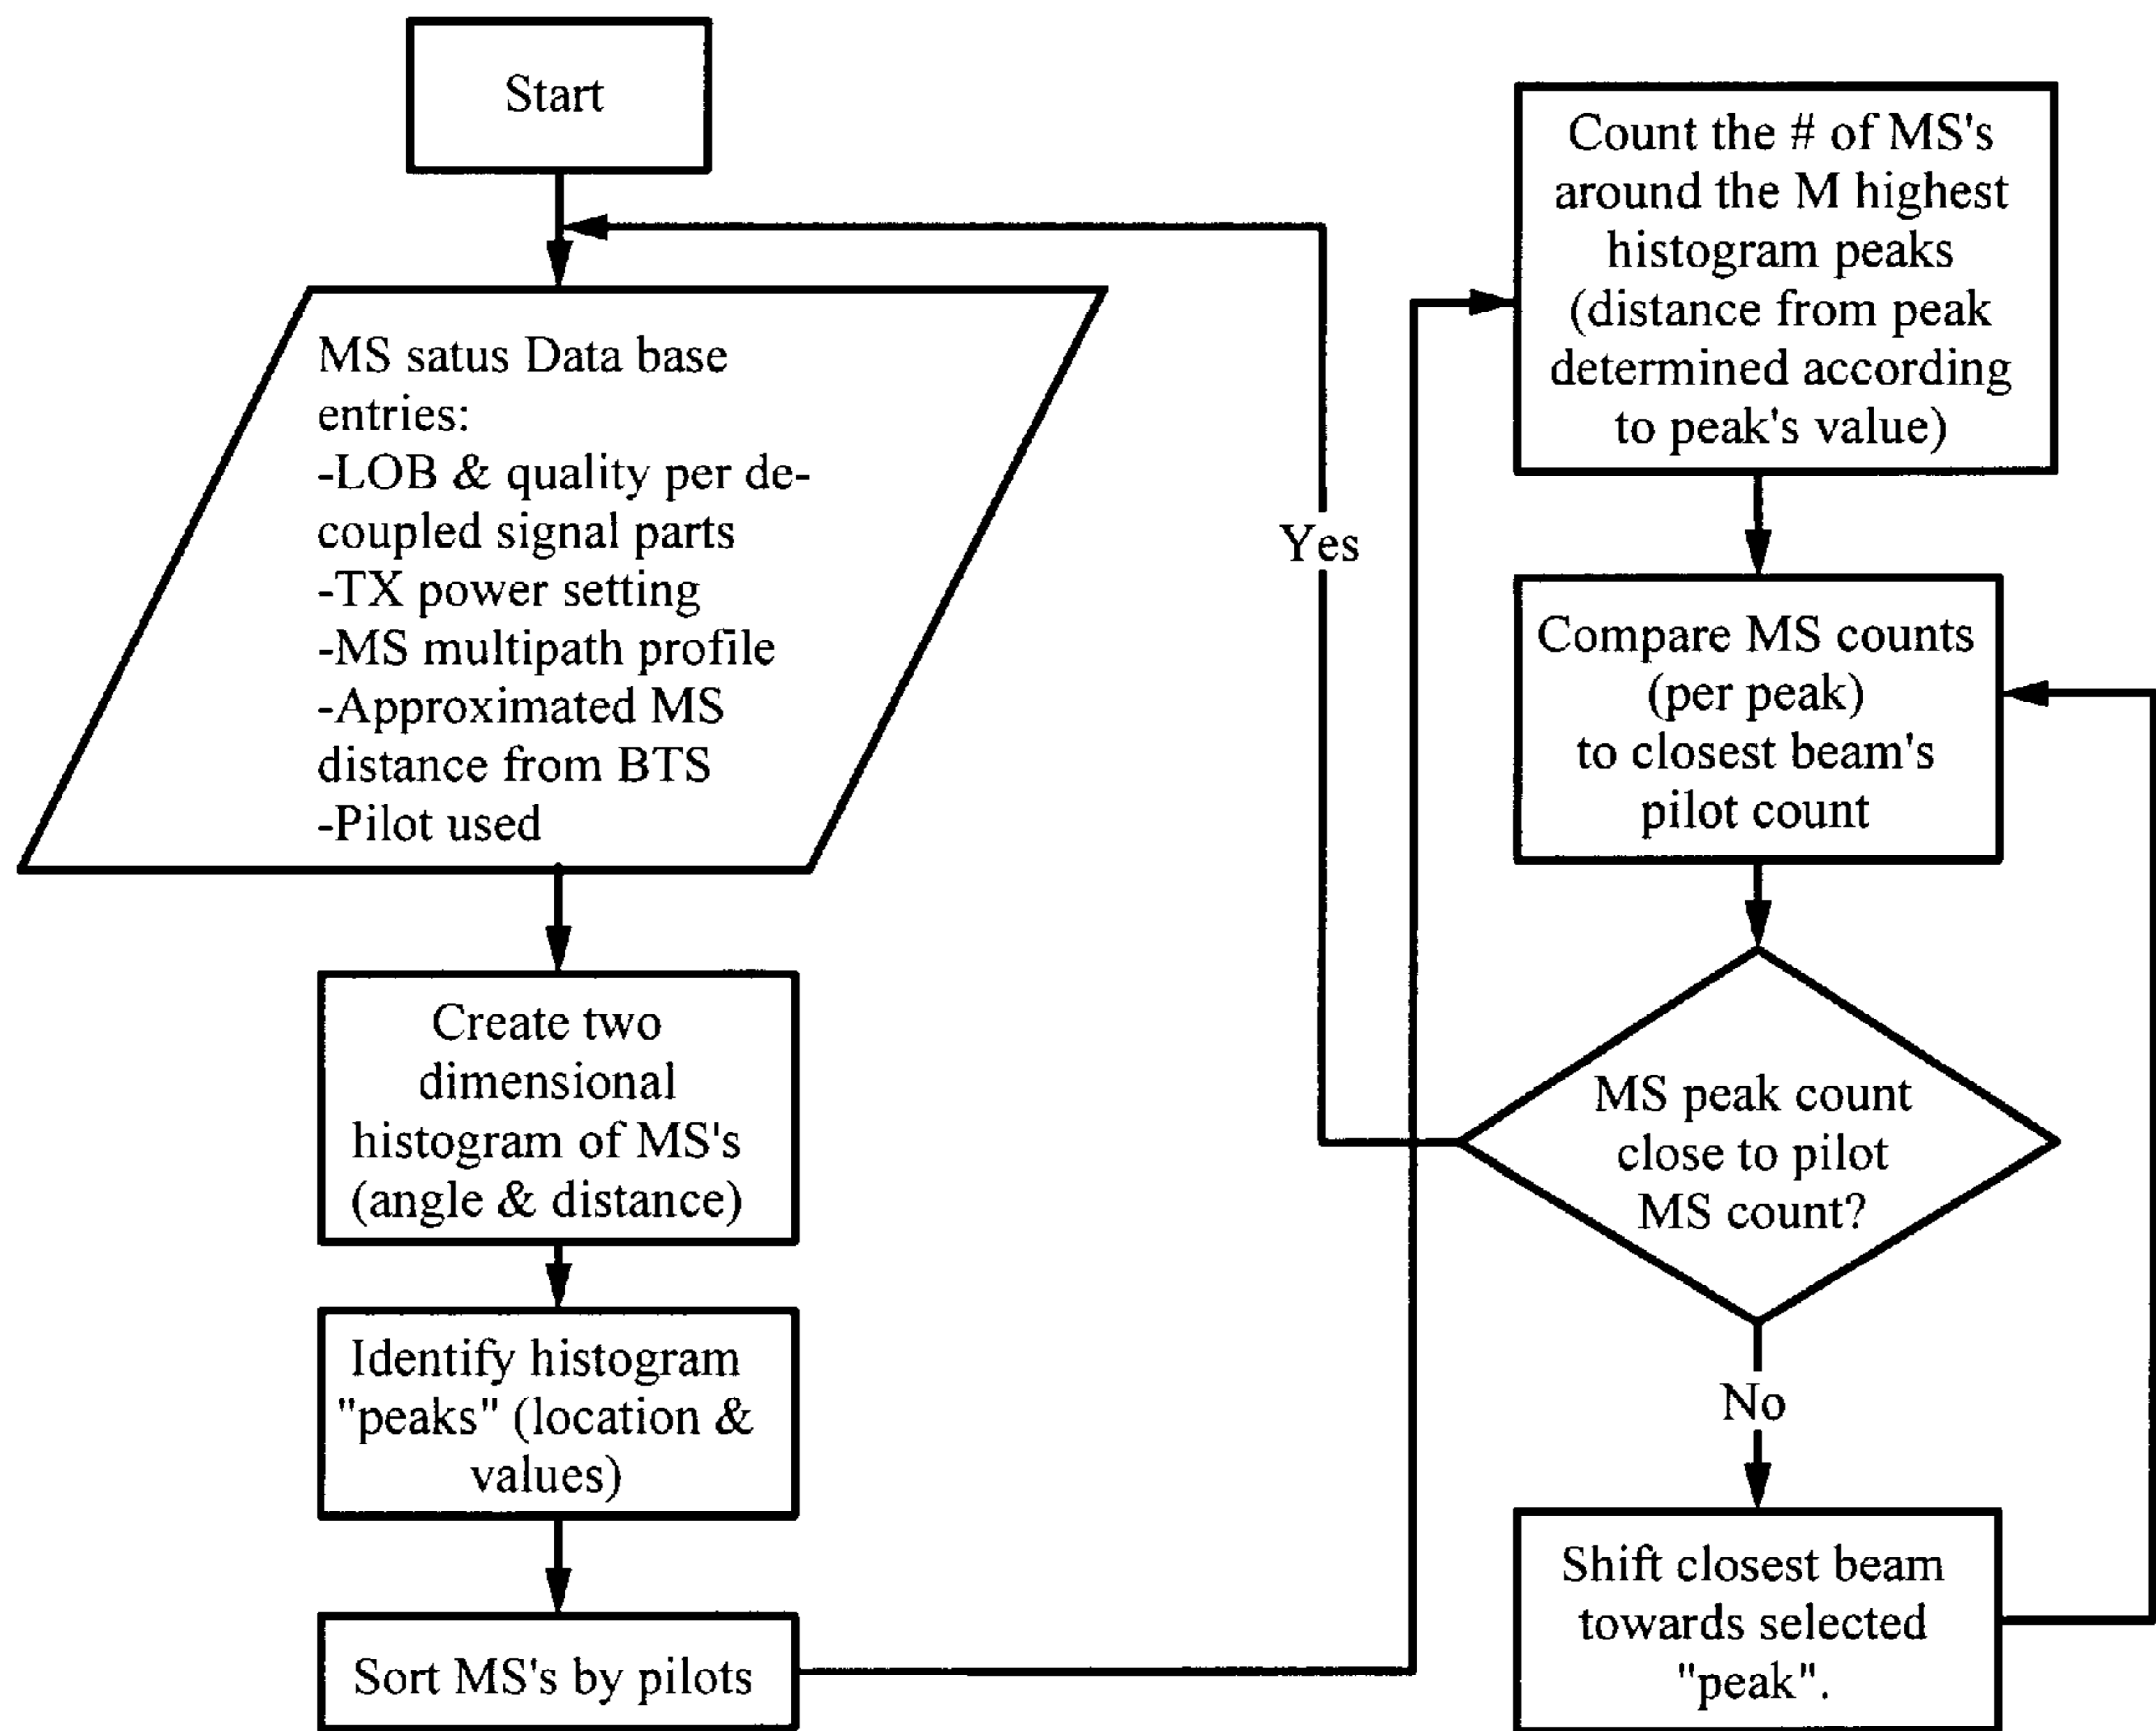 Start
MS satus Data base
entries:
-LOB & quality per de-
coupled signal parts
-TX power setting
-MS multipath profile
-Approximated MS
distance from BTS
-Pilot used
Create two
dimensional
histogram of MS's
(angle & distance)
Identify histogram
"peaks" (location &
values)
Sort MS's by pilots
Count the # of MS's
around the M highest
histogram peaks
(distance from peak
determined according
to peak's value)
Compare MS counts
(per peak)
to closest beam's
pilot count
MS peak count
close to pilot
MS count?
Yes
No
Shift closest beam
towards selected
"peak".